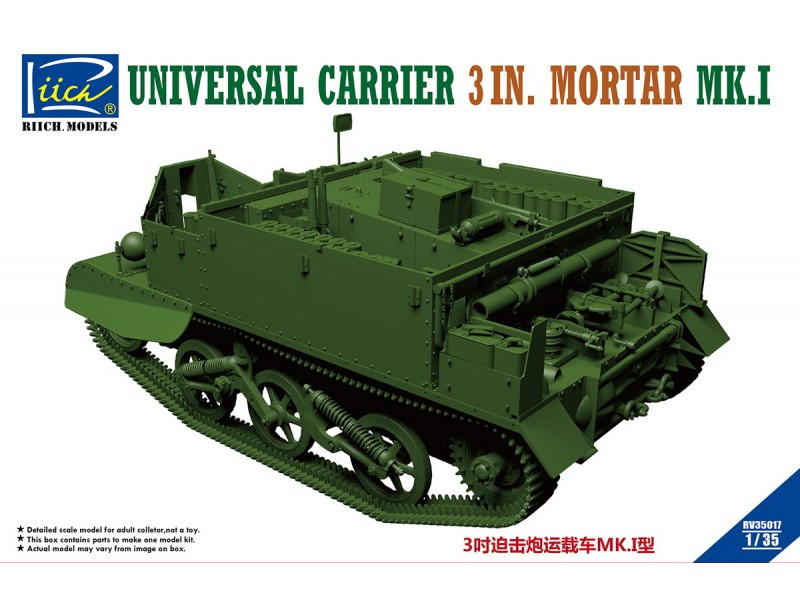 Riich ®
RIICH.MODELS
UNIVERSAL CARRIER 3 IN. MORTAR MK.I
★ Detailed scale model for adult colletor,not a toy.
★ This box contains parts to make one model kit.
★ Actual model may vary from image on box.
3吋迫击炮运载车MK.I型
RV35017
1/35